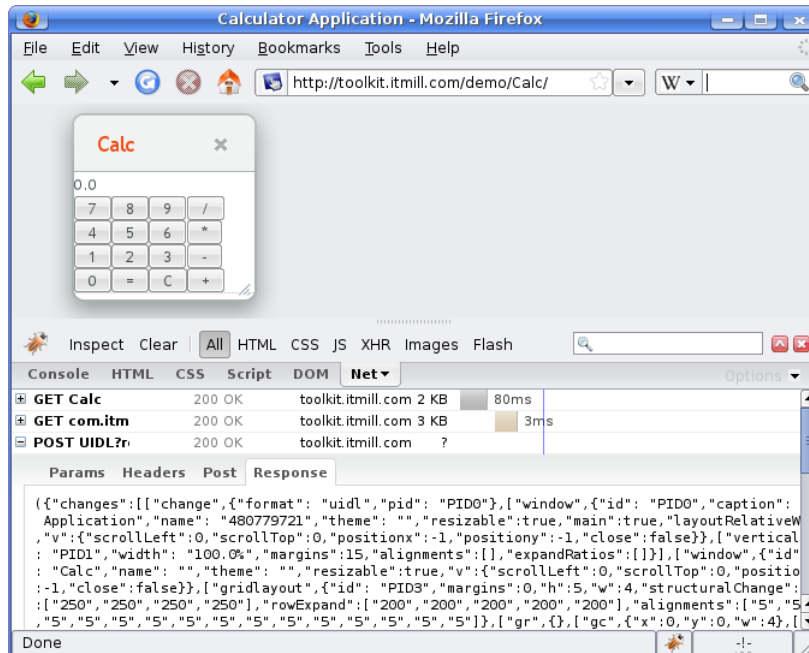 Calculator Application - Mozilla Firefox
File Edit View History Bookmarks Tools Help
http://toolkit.itmill.com/demo/Calc/ W
Calc
0.0
7 8 9 /
4 5 6 *
1 2 3 -
0 = C +
Inspect Clear All HTML CSS JS XHR Images Flash
Console HTML CSS Script DOM Net Options
GET Calc 200 OK toolkit.itmill.com 2 KB 80ms
GET com.itm 200 OK toolkit.itmill.com 3 KB 3ms
POST UIDL?r 200 OK toolkit.itmill.com ?
Params Headers Post Response
({"changes":[["change",{"format": "uidl","pid": "PID0"},["window",{"id": "PID0","caption":
Application","name": "480779721","theme": "","resizable":true,"main":true,"layoutRelativeW
,"v":{"scrollLeft":0,"scrollTop":0,"positionx":-1,"positiony":-1,"close":false}},["vertical
: "PID1","width": "100.0%","margins":15,"alignments":[],"expandRatios":[]}],["window",{"id"
: "Calc","name": "","theme": "","resizable":true,"v":{"scrollLeft":0,"scrollTop":0,"positio
:-1,"close":false}},["gridlayout",{"id": "PID3","margins":0,"h":5,"w":4,"structuralChange":
:["250","250","250","250"],"rowExpand":["200","200","200","200","200"],"alignments":["5","5
,"5","5","5","5","5","5","5","5","5","5","5","5","5"]},["gr",{},["gc",{"x":0,"y":0,"w":4},[
Done